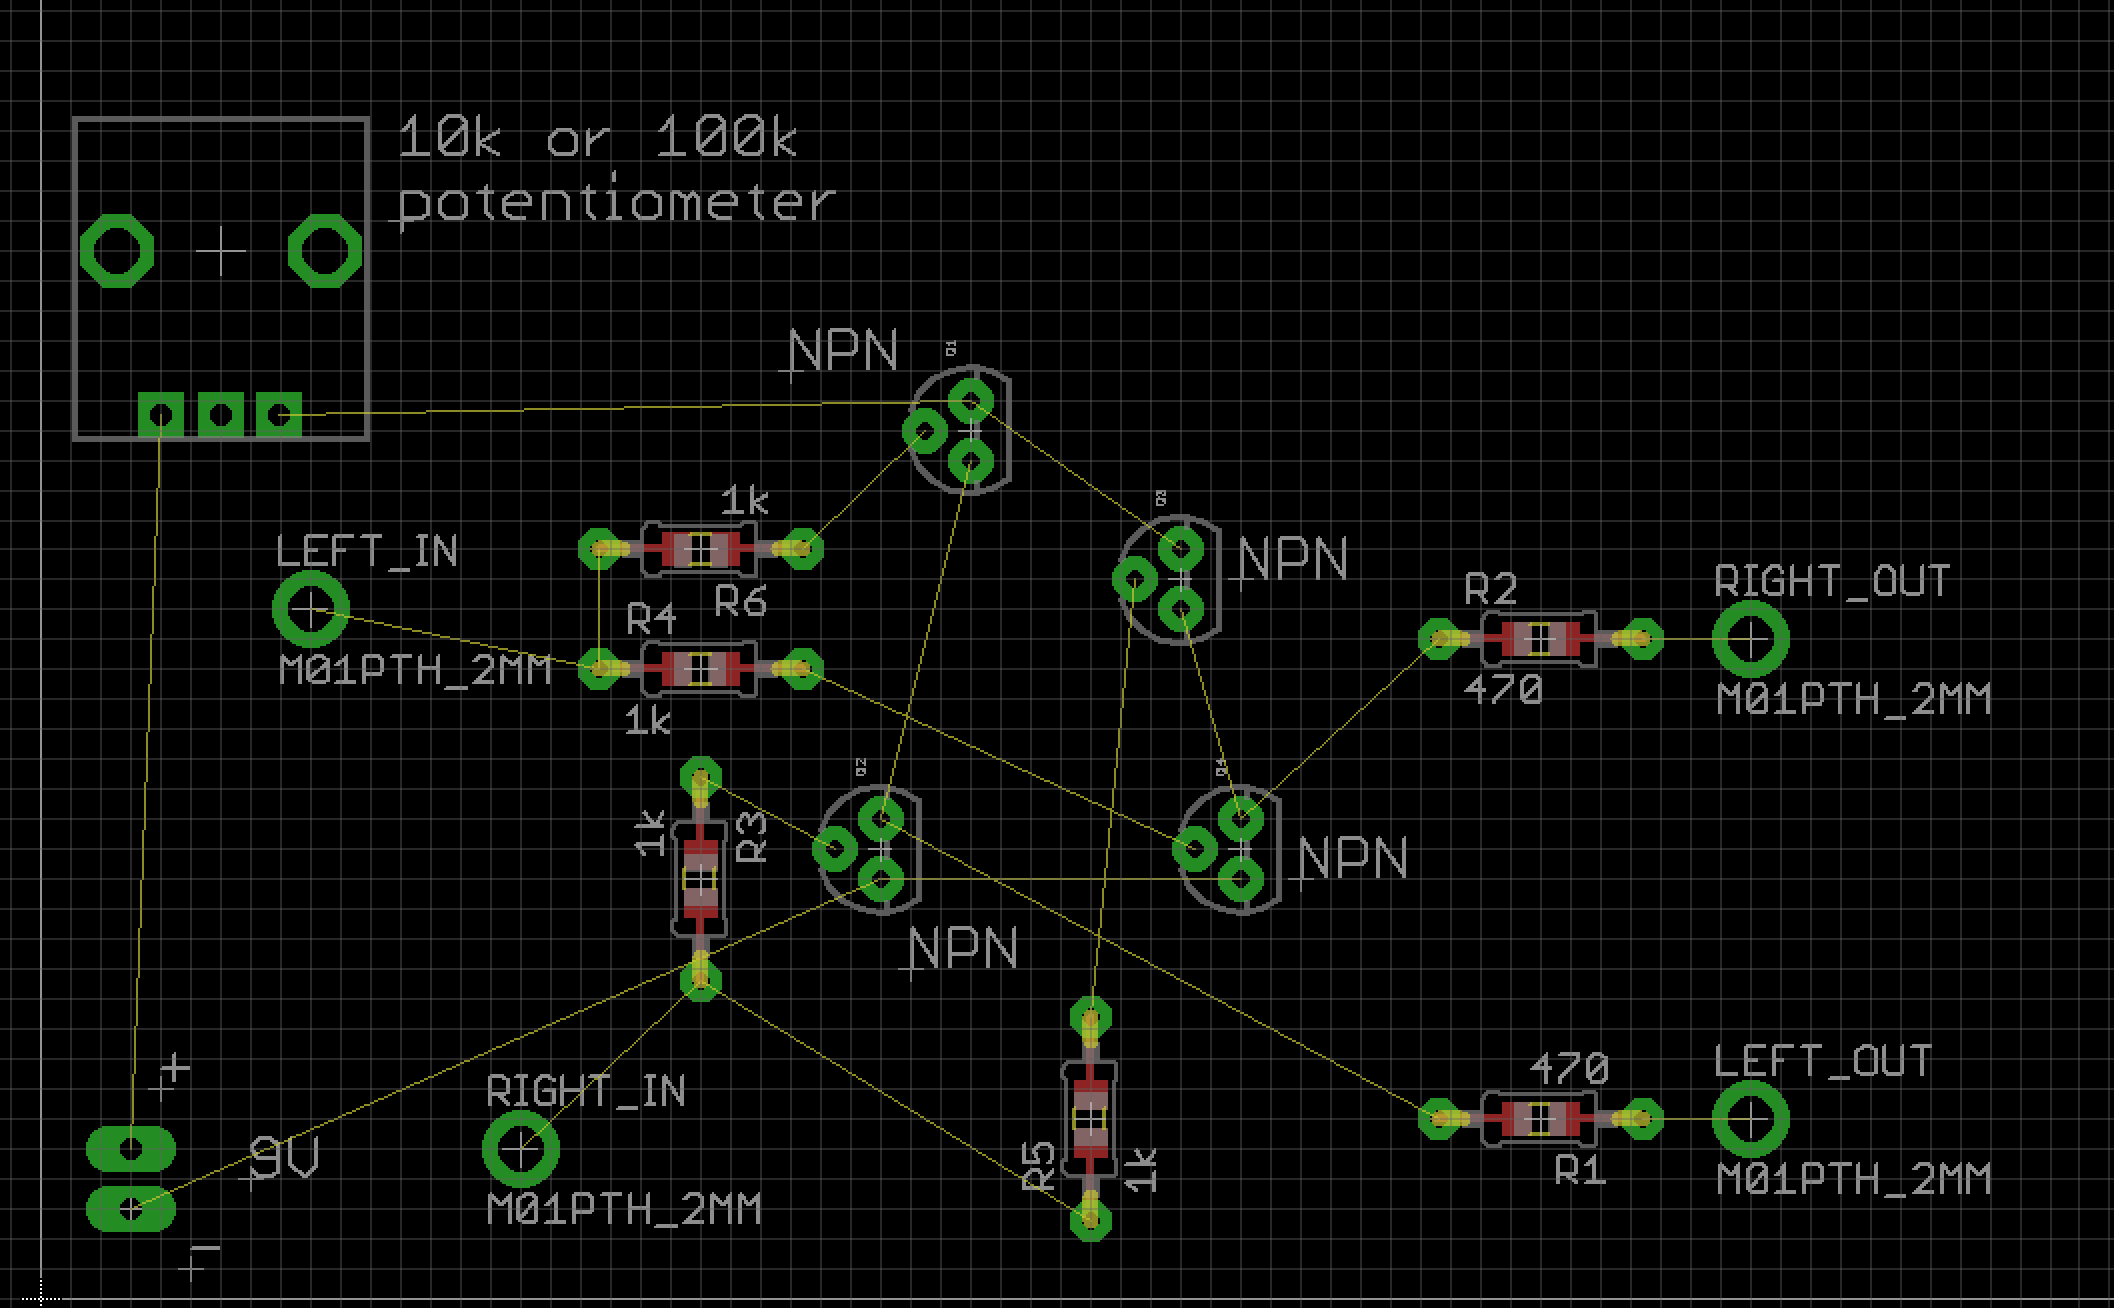 10k or 100k
potentiometer
NPN
Q1
1k
Q3
LEFT_IN
NPN
R6
R4
R2
RIGHT_OUT
M01PTH_2MM
470
M01PTH_2MM
1k
Q2
Q4
1k
R3
NPN
NPN
+
9V
RIGHT_IN
M01PTH_2MM
-
R5
1k
470
LEFT_OUT
R1
M01PTH_2MM